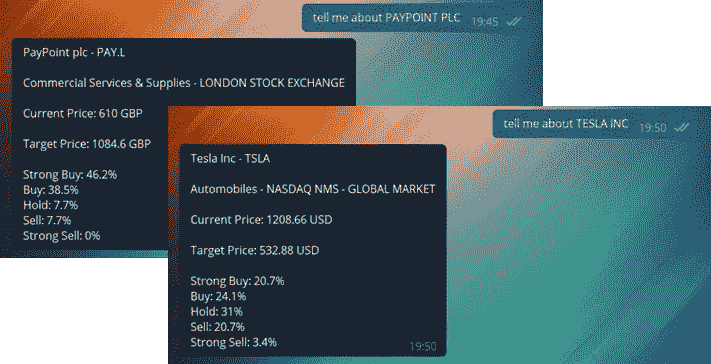 tell me about PAYPOINT PLC 19:45
PayPoint plc - PAY.L
Commercial Services & Supplies - LONDON STOCK EXCHANGE
Current Price: 610 GBP
Target Price: 1084.6 GBP
Strong Buy: 46.2%
Buy: 38.5%
Hold: 7.7%
Sell: 7.7%
Strong Sell: 0%
tell me about TESLA INC 19:50
Tesla Inc - TSLA
Automobiles - NASDAQ NMS - GLOBAL MARKET
Current Price: 1208.66 USD
Target Price: 532.88 USD
Strong Buy: 20.7%
Buy: 24.1%
Hold: 31%
Sell: 20.7%
Strong Sell: 3.4%
19:50